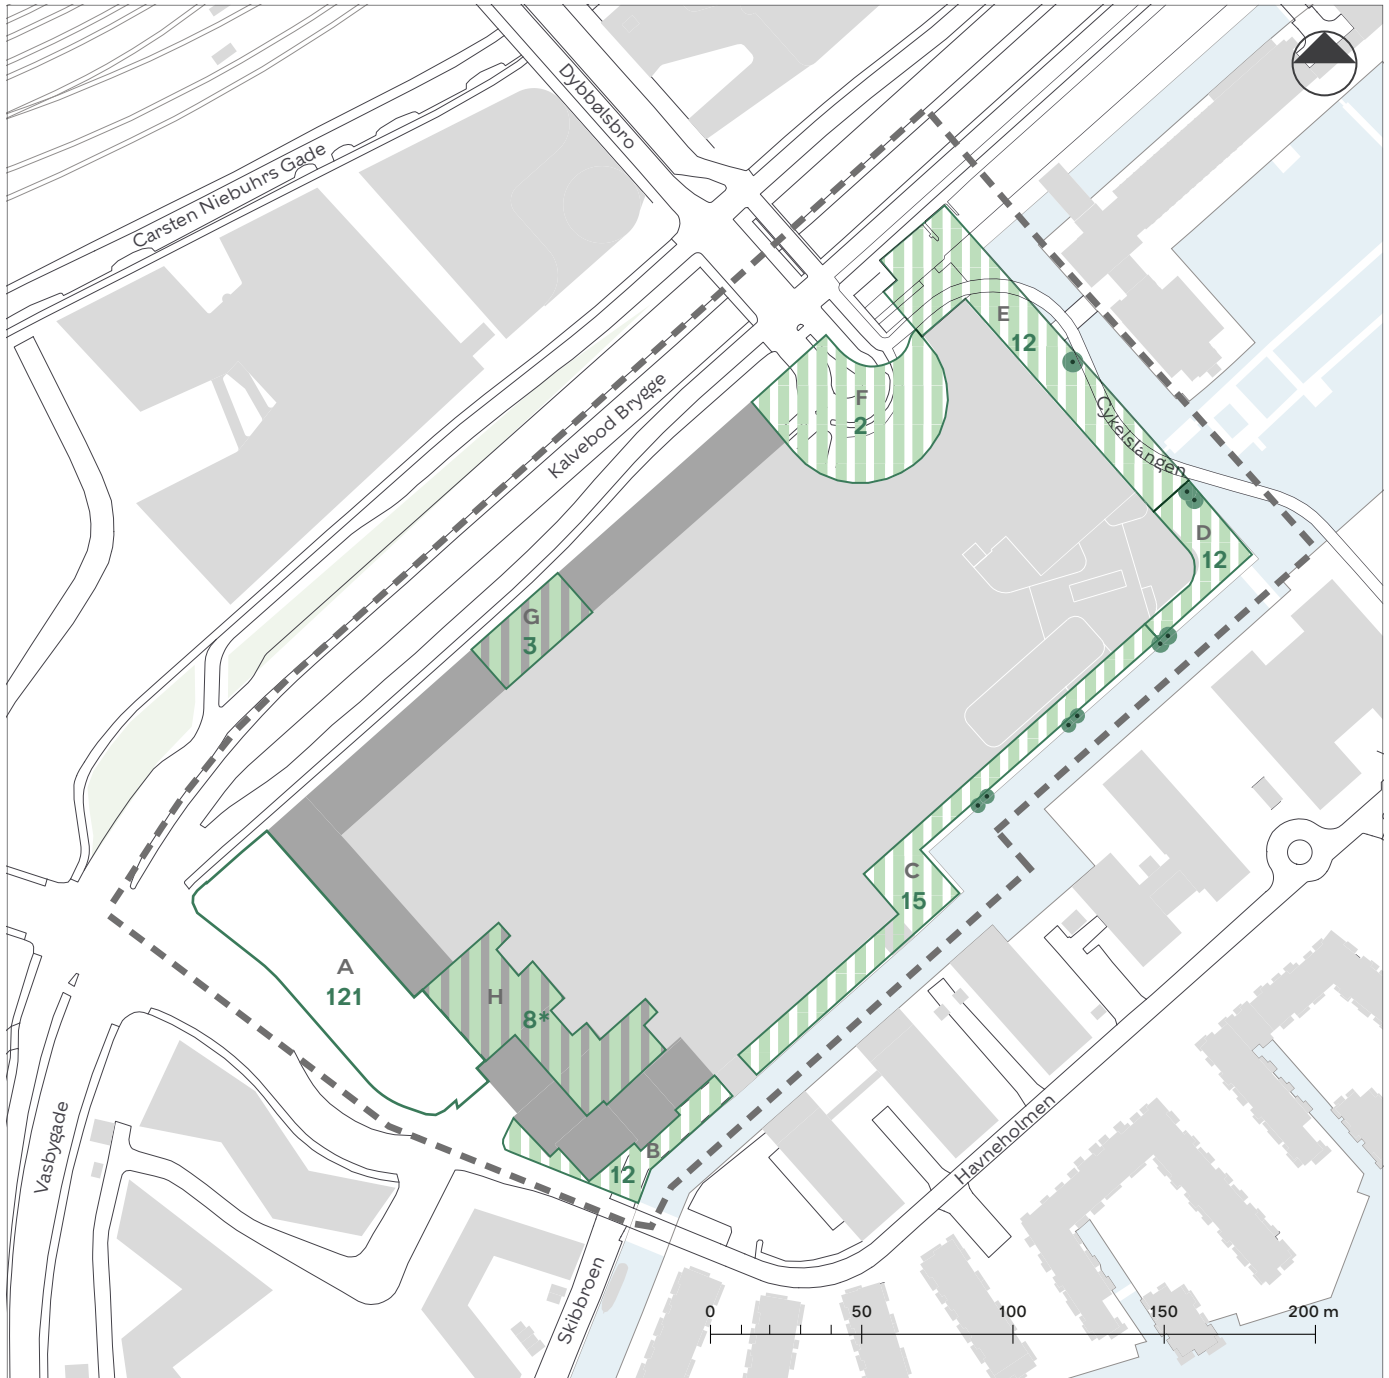 Dybbølsbro
Carsten Niebuhrs Gade
E
12
Kalvebod Brygge
F
2
Cykelslangen
D
12
G
3
C
15
A
121
H
8*
B
12
Vasbygade
Havneholmen
Skibbroen
0 50 100 150 200 m